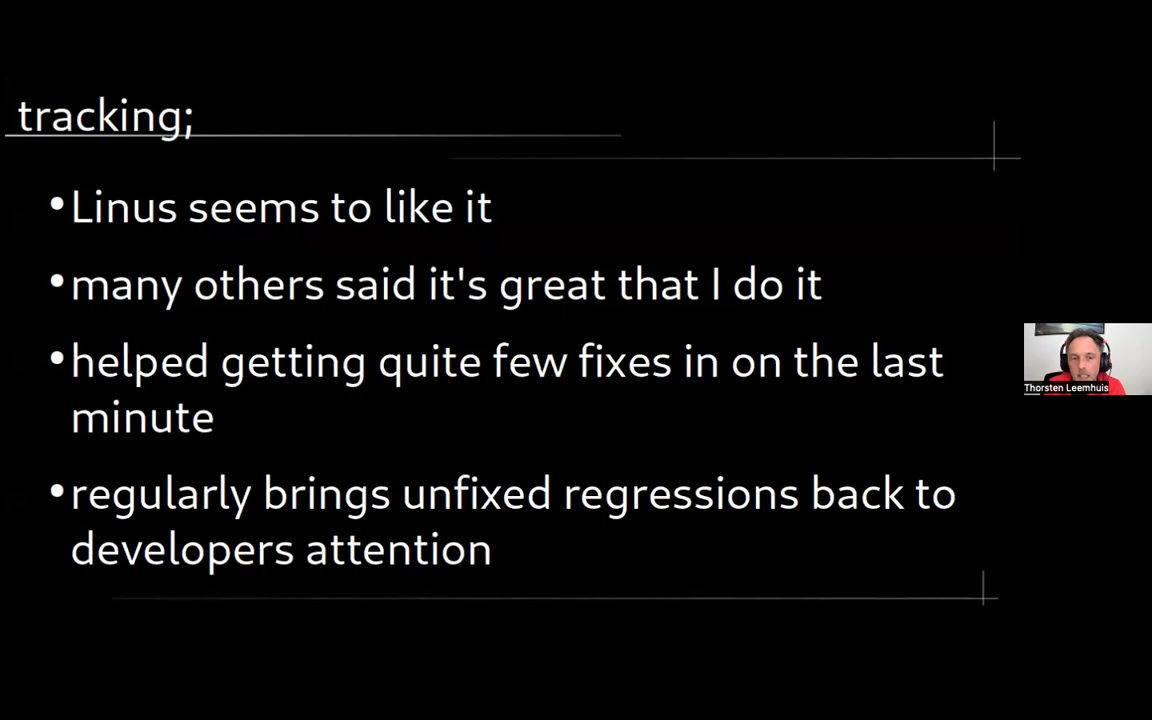 tracking;
•Linus seems to like it
•many others said it's great that I do it
•helped getting quite few fixes in on the last
minute
•regularly brings unfixed regressions back to
developers attention
Thorsten Leemhuis